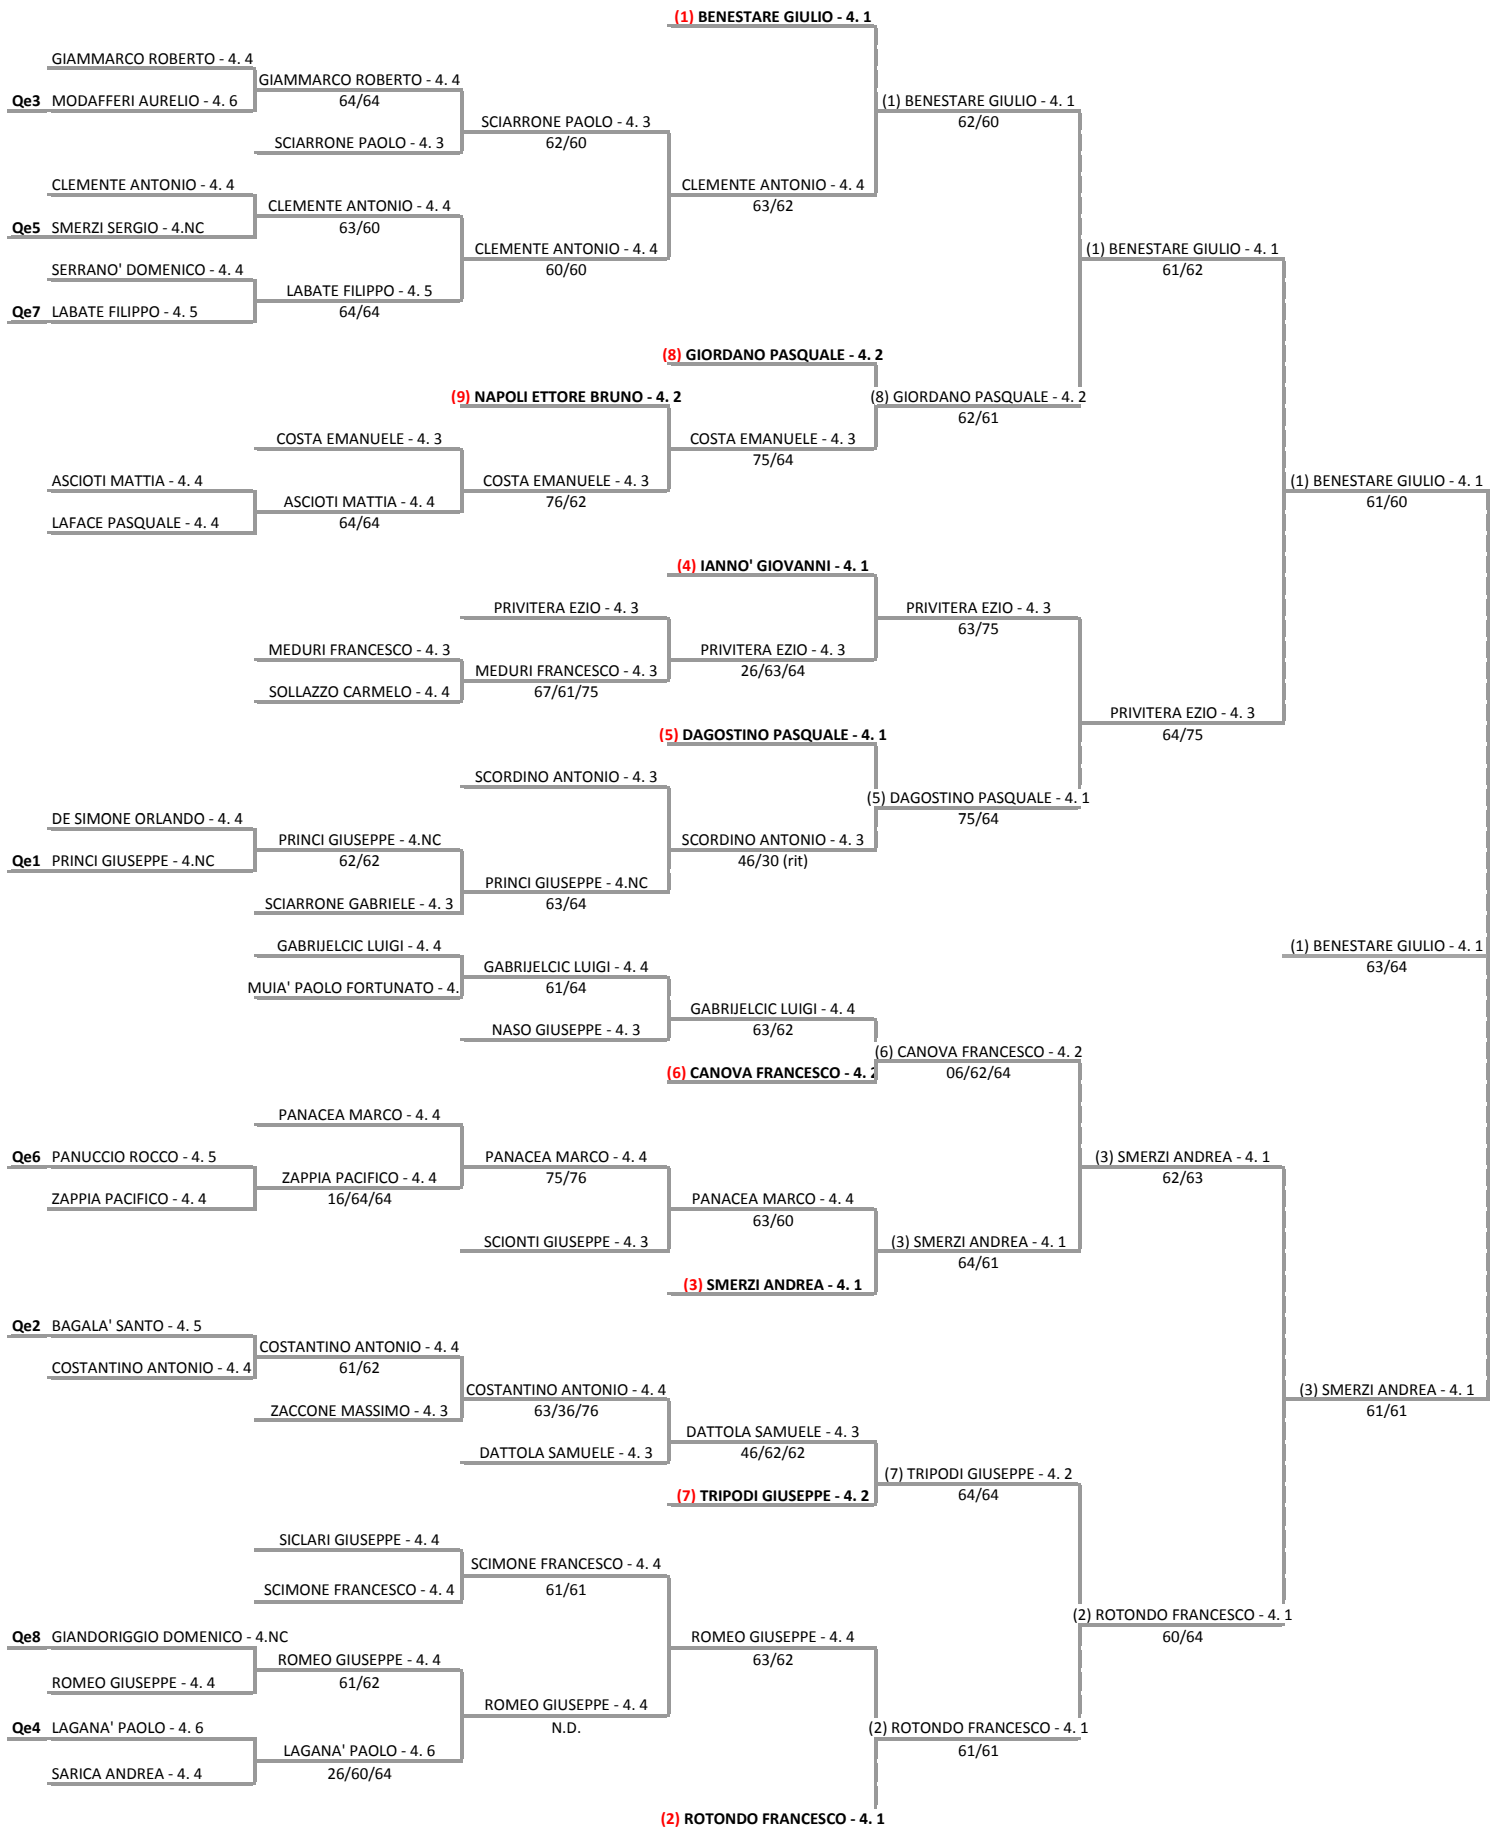 (1) BENESTARE GIULIO - 4. 1
GIAMMARCO ROBERTO - 4. 4
GIAMMARCO ROBERTO - 4. 4
Qe3 MODAFFERI AURELIO - 4. 6
64/64
(1) BENESTARE GIULIO - 4. 1
SCIARRONE PAOLO - 4. 3
62/60
SCIARRONE PAOLO - 4. 3
62/60
CLEMENTE ANTONIO - 4. 4
CLEMENTE ANTONIO - 4. 4
CLEMENTE ANTONIO - 4. 4
63/62
Qe5 SMERZI SERGIO - 4.NC
63/60
CLEMENTE ANTONIO - 4. 4
(1) BENESTARE GIULIO - 4. 1
SERRANO' DOMENICO - 4. 4
60/60
61/62
LABATE FILIPPO - 4. 5
Qe7 LABATE FILIPPO - 4. 5
64/64
(8) GIORDANO PASQUALE - 4. 2
(9) NAPOLI ETTORE BRUNO - 4. 2
(8) GIORDANO PASQUALE - 4. 2
62/61
COSTA EMANUELE - 4. 3
COSTA EMANUELE - 4. 3
75/64
ASCIOTI MATTIA - 4. 4
COSTA EMANUELE - 4. 3
(1) BENESTARE GIULIO - 4. 1
ASCIOTI MATTIA - 4. 4
76/62
61/60
LAFACE PASQUALE - 4. 4
64/64
(4) IANNO' GIOVANNI - 4. 1
PRIVITERA EZIO - 4. 3
PRIVITERA EZIO - 4. 3
63/75
MEDURI FRANCESCO - 4. 3
PRIVITERA EZIO - 4. 3
MEDURI FRANCESCO - 4. 3
26/63/64
SOLLAZZO CARMELO - 4. 4
67/61/75
PRIVITERA EZIO - 4. 3
(5) DAGOSTINO PASQUALE - 4. 1
64/75
SCORDINO ANTONIO - 4. 3
(5) DAGOSTINO PASQUALE - 4. 1
DE SIMONE ORLANDO - 4. 4
75/64
PRINCI GIUSEPPE - 4.NC
SCORDINO ANTONIO - 4. 3
Qe1 PRINCI GIUSEPPE - 4.NC
62/62
46/30 (rit)
PRINCI GIUSEPPE - 4.NC
SCIARRONE GABRIELE - 4. 3
63/64
GABRIJELCIC LUIGI - 4. 4
(1) BENESTARE GIULIO - 4. 1
GABRIJELCIC LUIGI - 4. 4
63/64
MUIA' PAOLO FORTUNATO - 4.
61/64
GABRIJELCIC LUIGI - 4. 4
NASO GIUSEPPE - 4. 3
63/62
(6) CANOVA FRANCESCO - 4. 2
(6) CANOVA FRANCESCO - 4. 2
06/62/64
PANACEA MARCO - 4. 4
Qe6 PANUCCIO ROCCO - 4. 5
PANACEA MARCO - 4. 4
(3) SMERZI ANDREA - 4. 1
ZAPPIA PACIFICO - 4. 4
75/76
62/63
ZAPPIA PACIFICO - 4. 4
16/64/64
PANACEA MARCO - 4. 4
63/60
SCIONTI GIUSEPPE - 4. 3
(3) SMERZI ANDREA - 4. 1
64/61
(3) SMERZI ANDREA - 4. 1
Qe2 BAGALA' SANTO - 4. 5
COSTANTINO ANTONIO - 4. 4
COSTANTINO ANTONIO - 4. 4
61/62
COSTANTINO ANTONIO - 4. 4
(3) SMERZI ANDREA - 4. 1
ZACCONE MASSIMO - 4. 3
63/36/76
61/61
DATTOLA SAMUELE - 4. 3
DATTOLA SAMUELE - 4. 3
46/62/62
(7) TRIPODI GIUSEPPE - 4. 2
(7) TRIPODI GIUSEPPE - 4. 2
64/64
SICLARI GIUSEPPE - 4. 4
SCIMONE FRANCESCO - 4. 4
SCIMONE FRANCESCO - 4. 4
61/61
(2) ROTONDO FRANCESCO - 4. 1
Qe8 GIANDORIGGIO DOMENICO - 4.NC
ROMEO GIUSEPPE - 4. 4
60/64
ROMEO GIUSEPPE - 4. 4
63/62
ROMEO GIUSEPPE - 4. 4
61/62
ROMEO GIUSEPPE - 4. 4
Qe4 LAGANA' PAOLO - 4. 6
N.D.
(2) ROTONDO FRANCESCO - 4. 1
LAGANA' PAOLO - 4. 6
61/61
SARICA ANDREA - 4. 4
26/60/64
(2) ROTONDO FRANCESCO - 4. 1